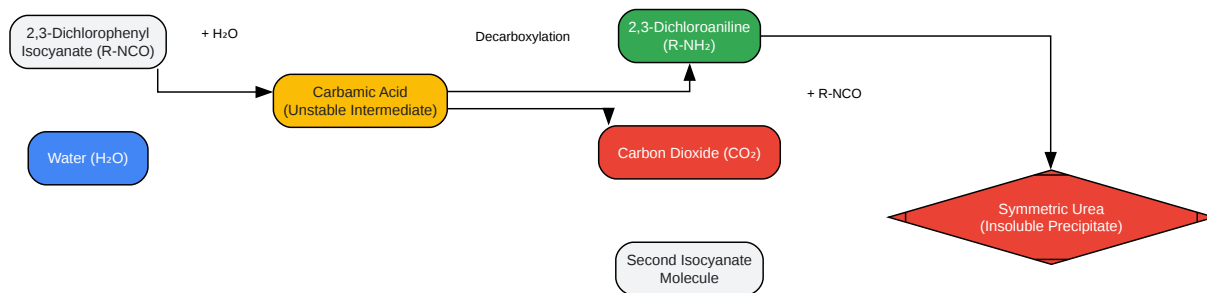 2,3-Dichlorophenyl
Isocyanate (R-NCO)
+ H₂O
Decarboxylation
2,3-Dichloroaniline
(R-NH₂)
Carbamic Acid
(Unstable Intermediate)
+ R-NCO
Water (H₂O)
Carbon Dioxide (CO₂)
Symmetric Urea
(Insoluble Precipitate)
Second Isocyanate
Molecule